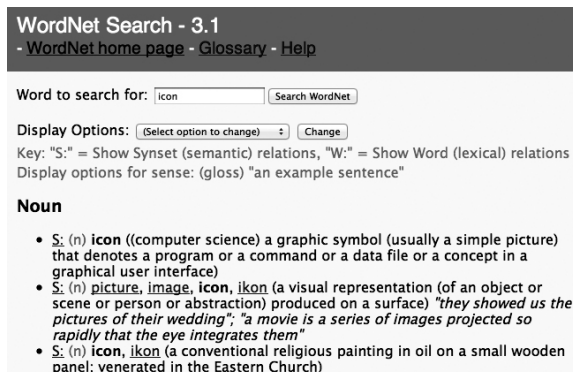 WordNet Search - 3.1
- WordNet home page - Glossary - Help
Word to search for: icon Search WordNet
Display Options: (Select option to change) Change
Key: "S:" = Show Synset (semantic) relations, "W:" = Show Word (lexical) relations
Display options for sense: (gloss) "an example sentence"
Noun
• S: (n) icon ((computer science) a graphic symbol (usually a simple picture)
that denotes a program or a command or a data file or a concept in a
graphical user interface)
• S: (n) picture, image, icon, ikon (a visual representation (of an object or
scene or person or abstraction) produced on a surface) "they showed us the
pictures of their wedding"; "a movie is a series of images projected so
rapidly that the eye integrates them"
• S: (n) icon, ikon (a conventional religious painting in oil on a small wooden
panel; venerated in the Eastern Church)